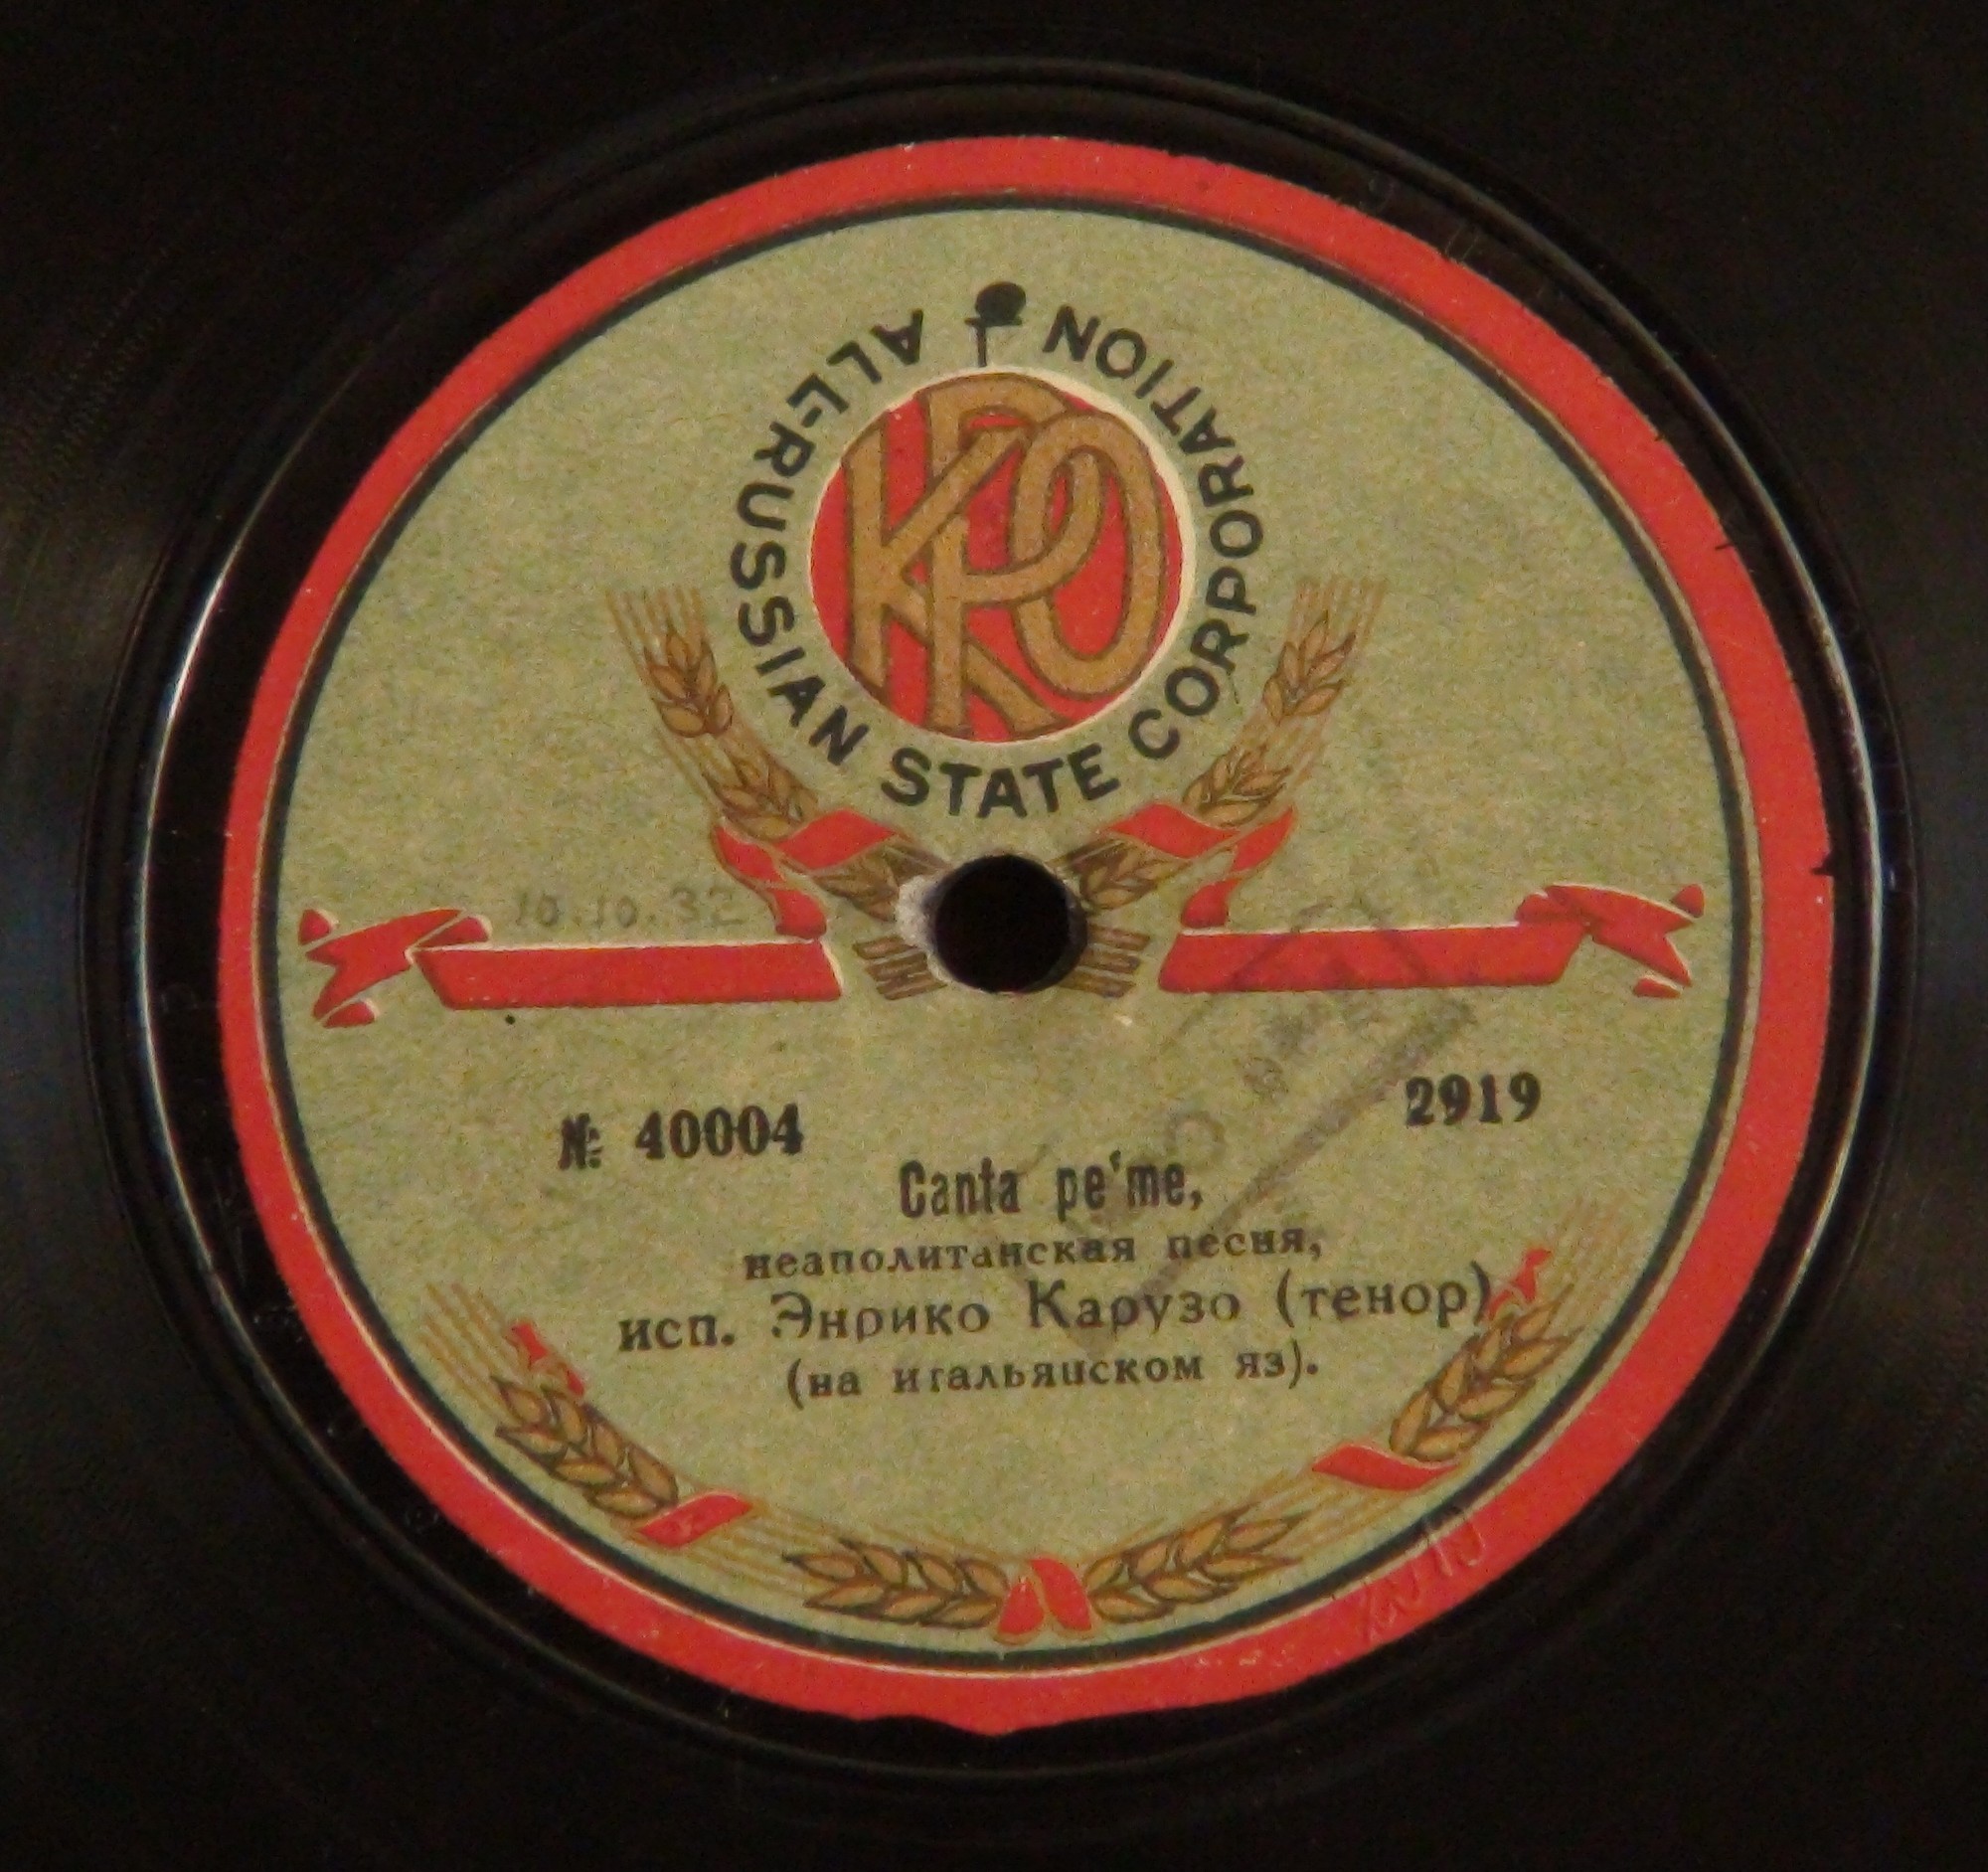 ALL-RUSSIAN STATE CORPORATION
KPO
10.10.32
№ 40004
2919
Canta pe'me,
неаполитанская песня,
исп. Энрико Карузо (тенор)
(на итальянском яз).